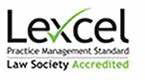 Lexcel
Practice Management Standard
Law Society Accredited